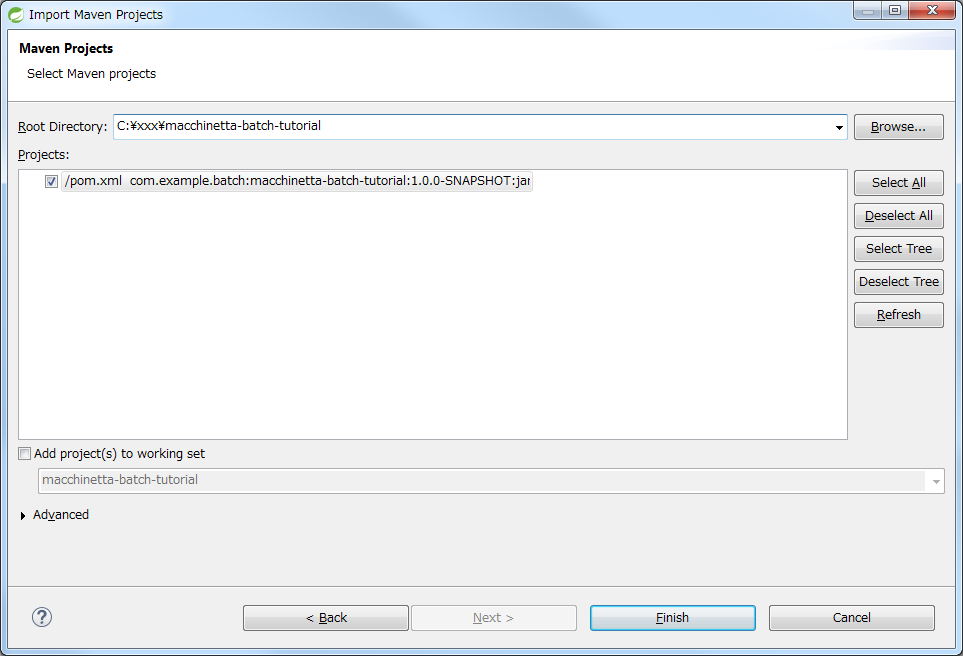 Import Maven Projects
Maven Projects
Select Maven projects
Root Directory: C:¥xxx¥macchinetta-batch-tutorial Browse...
Projects:
/pom.xml com.example.batch:macchinetta-batch-tutorial:1.0.0-SNAPSHOT:jar
Select All
Deselect All
Select Tree
Deselect Tree
Refresh
Add project(s) to working set
macchinetta-batch-tutorial
Advanced
? < Back Next > Finish Cancel